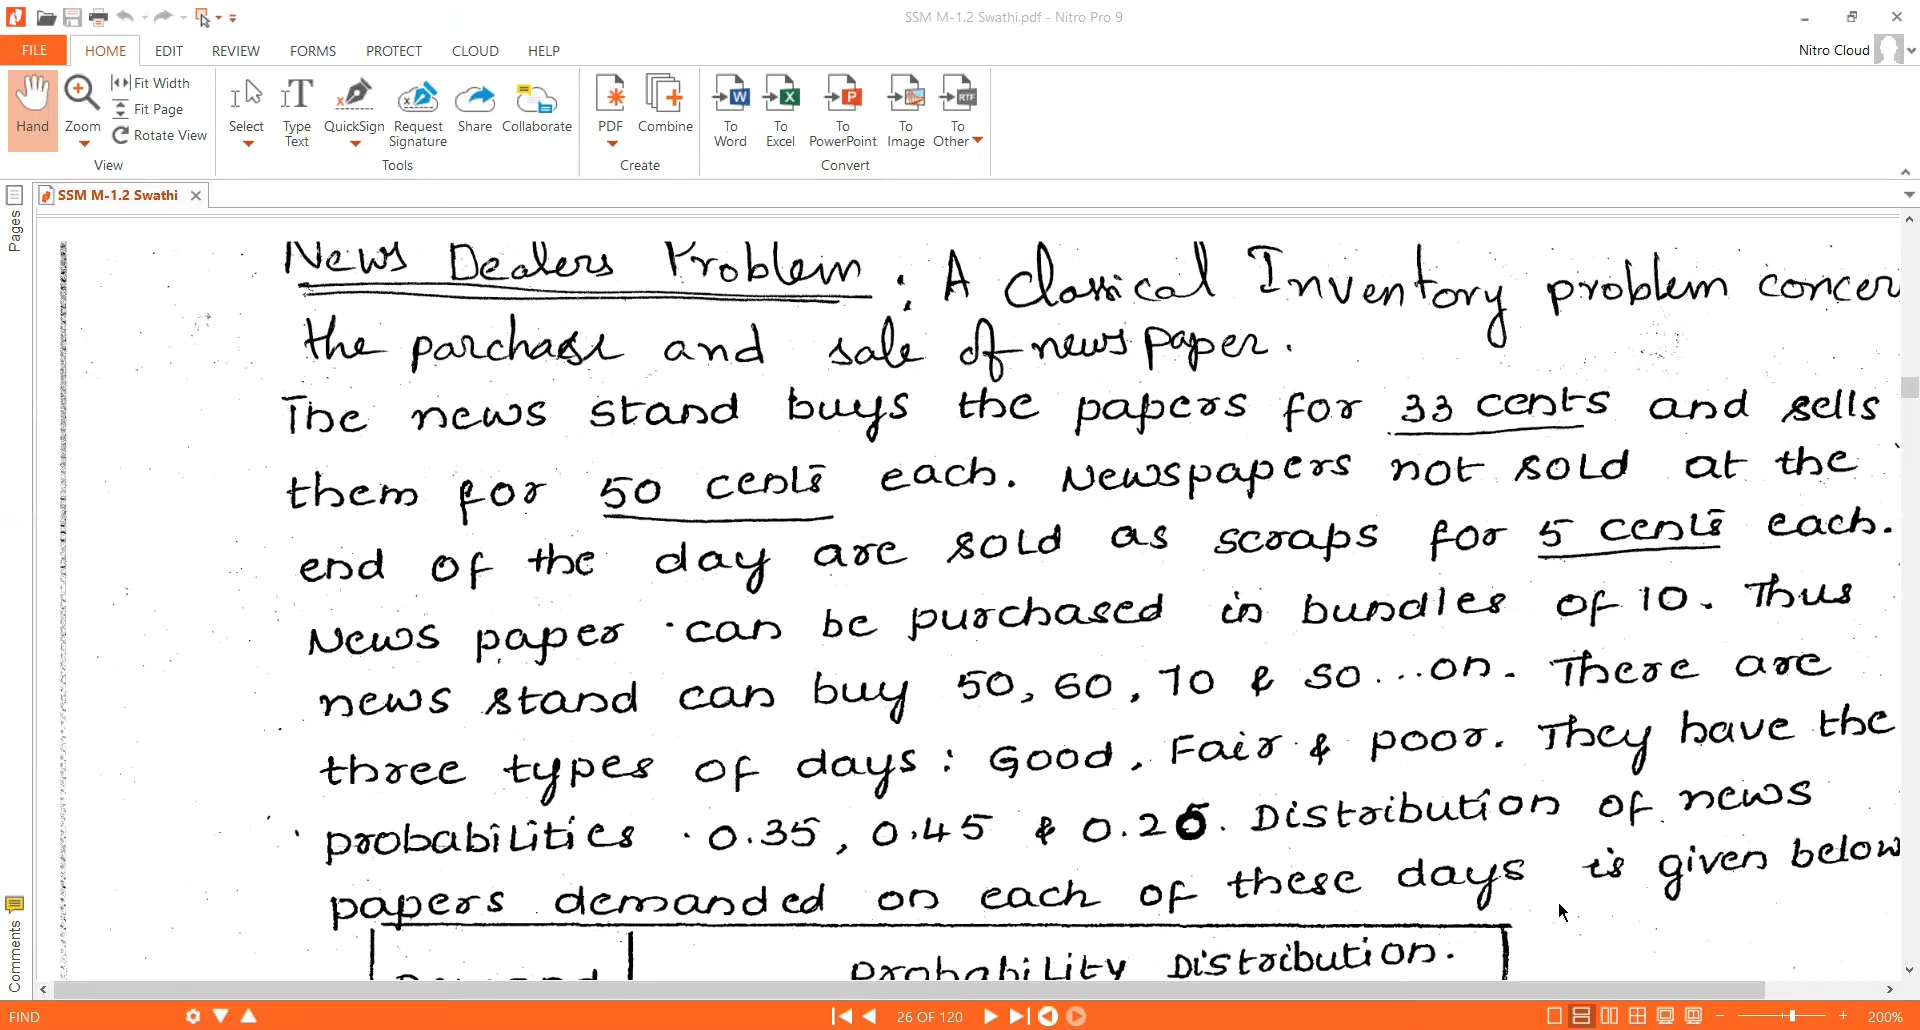 SSM M-1.2 Swathi.pdf - Nitro Pro 9
FILE HOME EDIT REVIEW FORMS PROTECT CLOUD HELP
Nitro Cloud
Hand
Zoom
Fit Width
Fit Page
Rotate View
View
Select
Type Text
QuickSign
Request Signature
Share
Collaborate
Tools
PDF
Combine
Create
To Word
To Excel
To PowerPoint
To Image
To Other
Convert
SSM M-1.2 Swathi
Pages
News Dealers Problem : A Classical Inventory problem concer
the purchase and sale of newspaper.
The news stand buys the papers for 33 cents and sells
them for 50 cents each. Newspapers not sold at the
end of the day are sold as scraps for 5 cents each.
News paper can be purchased in bundles of 10. Thus
news stand can buy 50, 60, 70 & so...on. There are
three types of days: Good, Fair & poor. They have the
probabilities 0.35, 0.45 & 0.20. Distribution of news
papers demanded on each of these days is given below
Demand Probability Distribution.
Comments
FIND
26 OF 120
200%